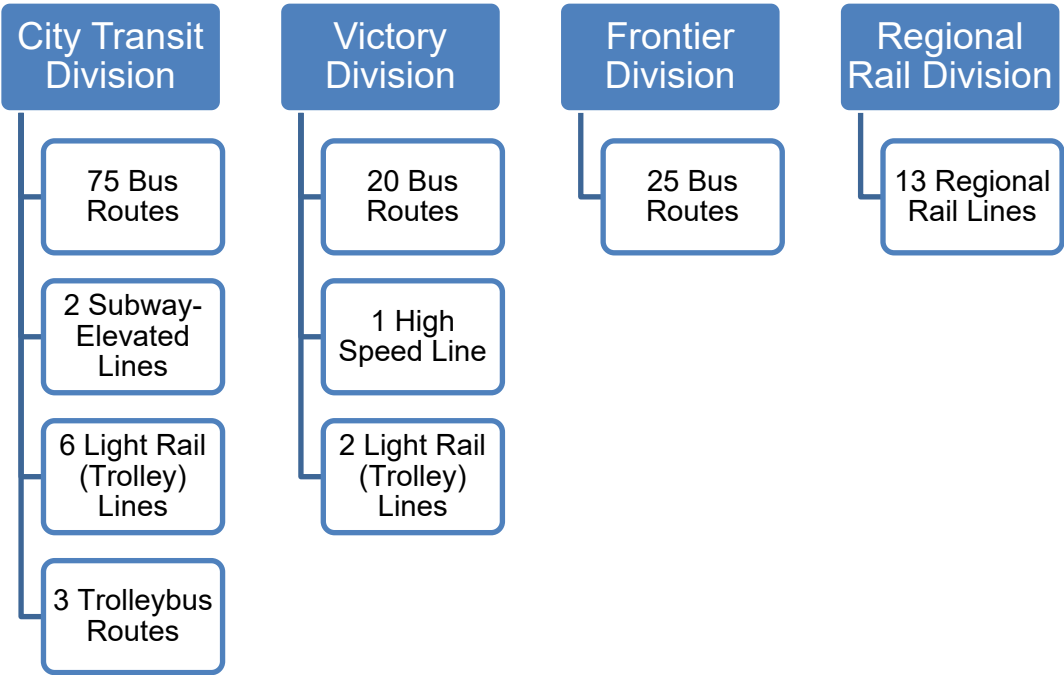 City Transit
Division
75 Bus
Routes
2 Subway-
Elevated
Lines
6 Light Rail
(Trolley)
Lines
3 Trolleybus
Routes
Victory
Division
20 Bus
Routes
1 High
Speed Line
2 Light Rail
(Trolley)
Lines
Frontier
Division
25 Bus
Routes
Regional
Rail Division
13 Regional
Rail Lines